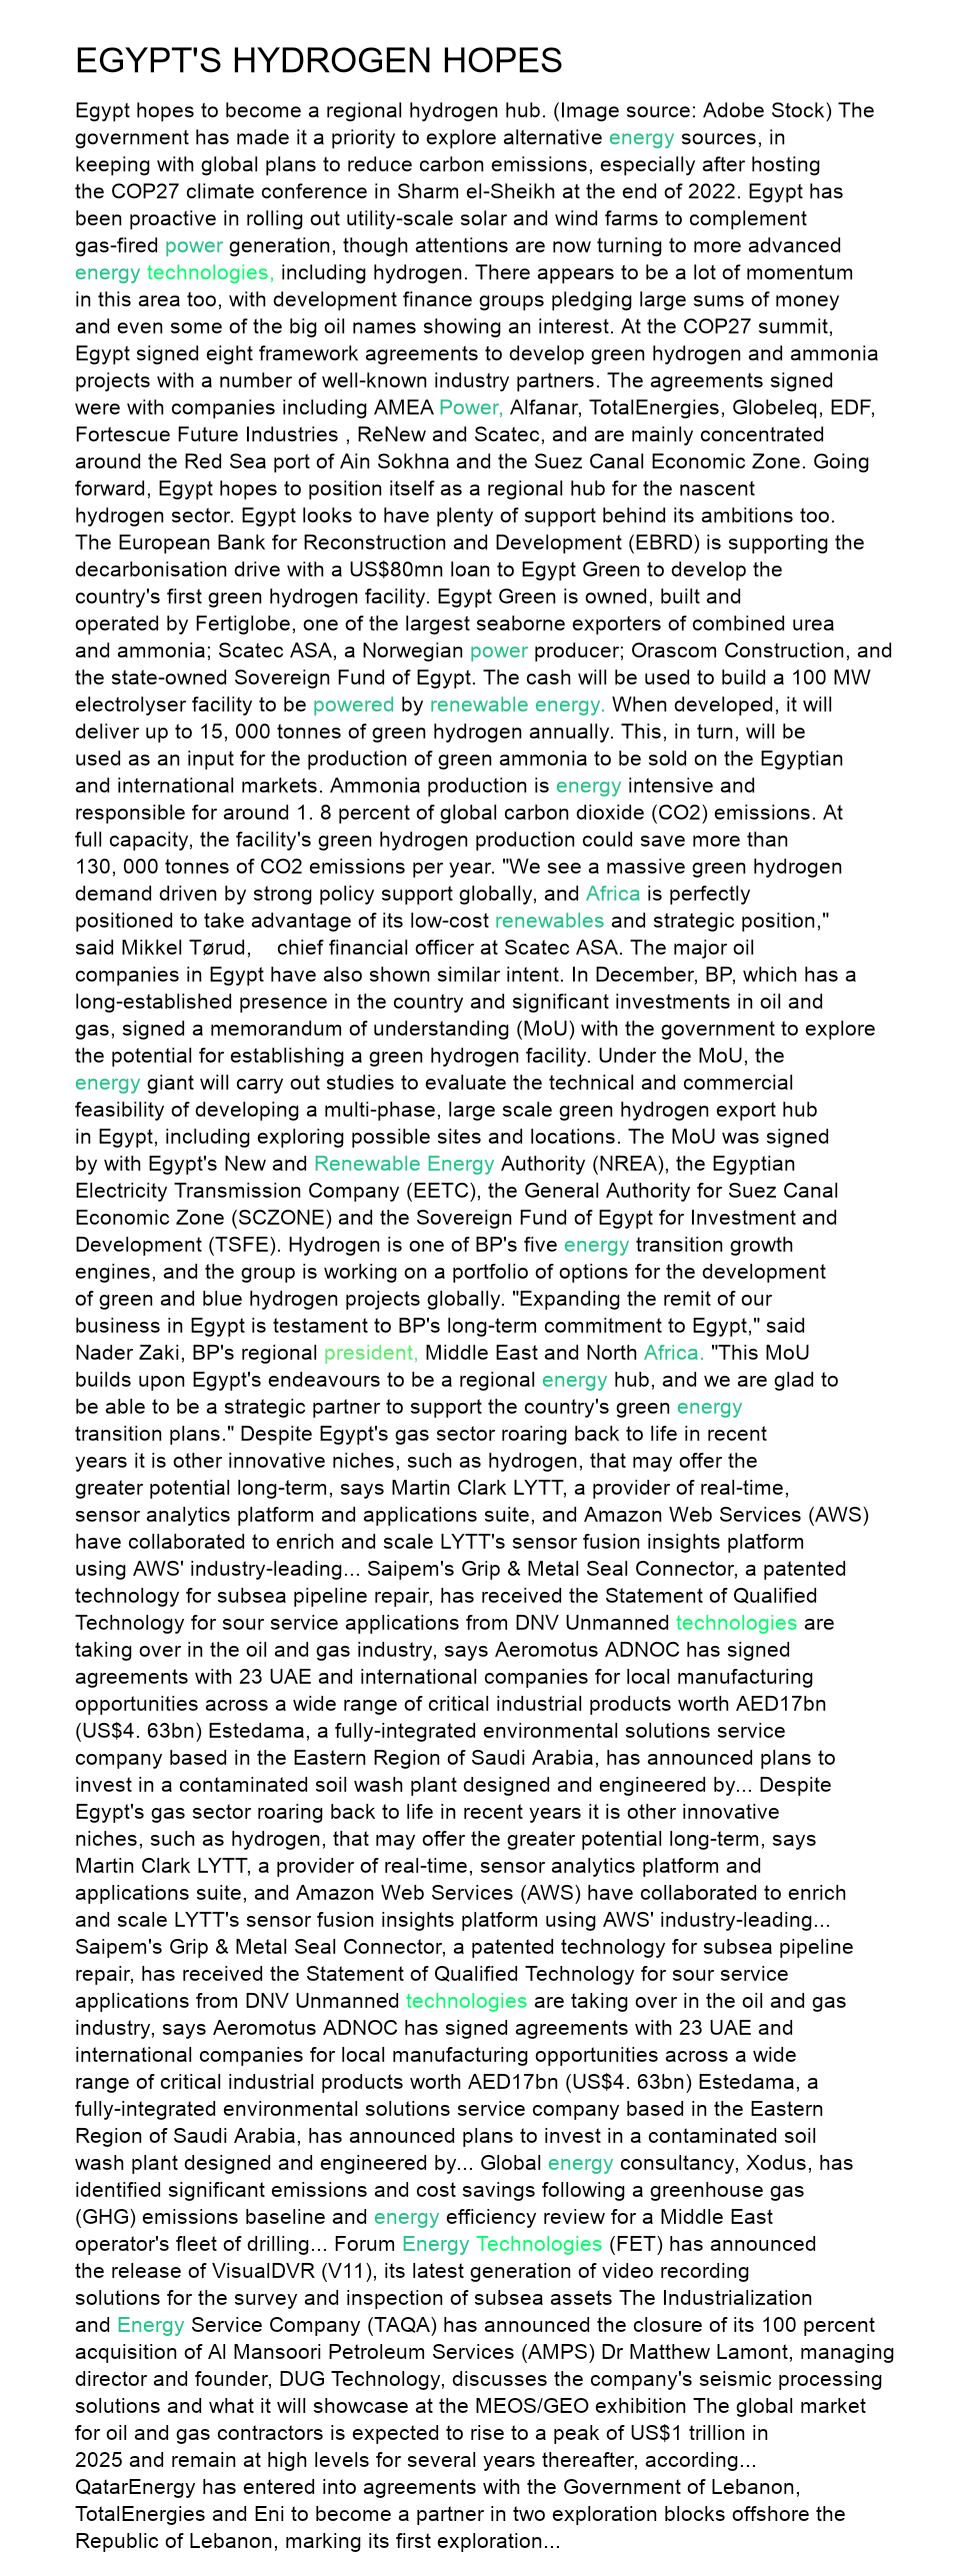 EGYPT'S HYDROGEN HOPES
Egypt hopes to become a regional hydrogen hub. (Image source: Adobe Stock) The
government has made it a priority to explore alternative energy sources, in
keeping with global plans to reduce carbon emissions, especially after hosting
the COP27 climate conference in Sharm el-Sheikh at the end of 2022. Egypt has
been proactive in rolling out utility-scale solar and wind farms to complement
gas-fired power generation, though attentions are now turning to more advanced
energy technologies, including hydrogen. There appears to be a lot of momentum
in this area too, with development finance groups pledging large sums of money
and even some of the big oil names showing an interest. At the COP27 summit,
Egypt signed eight framework agreements to develop green hydrogen and ammonia
projects with a number of well-known industry partners. The agreements signed
were with companies including AMEA Power, Alfanar, TotalEnergies, Globeleq, EDF,
Fortescue Future Industries , ReNew and Scatec, and are mainly concentrated
around the Red Sea port of Ain Sokhna and the Suez Canal Economic Zone. Going
forward, Egypt hopes to position itself as a regional hub for the nascent
hydrogen sector. Egypt looks to have plenty of support behind its ambitions too.
The European Bank for Reconstruction and Development (EBRD) is supporting the
decarbonisation drive with a US$80mn loan to Egypt Green to develop the
country's first green hydrogen facility. Egypt Green is owned, built and
operated by Fertiglobe, one of the largest seaborne exporters of combined urea
and ammonia; Scatec ASA, a Norwegian power producer; Orascom Construction, and
the state-owned Sovereign Fund of Egypt. The cash will be used to build a 100 MW
electrolyser facility to be powered by renewable energy. When developed, it will
deliver up to 15, 000 tonnes of green hydrogen annually. This, in turn, will be
used as an input for the production of green ammonia to be sold on the Egyptian
and international markets. Ammonia production is energy intensive and
responsible for around 1. 8 percent of global carbon dioxide (CO2) emissions. At
full capacity, the facility's green hydrogen production could save more than
130, 000 tonnes of CO2 emissions per year. "We see a massive green hydrogen
demand driven by strong policy support globally, and Africa is perfectly
positioned to take advantage of its low-cost renewables and strategic position,"
said Mikkel Tørud,    chief financial officer at Scatec ASA. The major oil
companies in Egypt have also shown similar intent. In December, BP, which has a
long-established presence in the country and significant investments in oil and
gas, signed a memorandum of understanding (MoU) with the government to explore
the potential for establishing a green hydrogen facility. Under the MoU, the
energy giant will carry out studies to evaluate the technical and commercial
feasibility of developing a multi-phase, large scale green hydrogen export hub
in Egypt, including exploring possible sites and locations. The MoU was signed
by with Egypt's New and Renewable Energy Authority (NREA), the Egyptian
Electricity Transmission Company (EETC), the General Authority for Suez Canal
Economic Zone (SCZONE) and the Sovereign Fund of Egypt for Investment and
Development (TSFE). Hydrogen is one of BP's five energy transition growth
engines, and the group is working on a portfolio of options for the development
of green and blue hydrogen projects globally. "Expanding the remit of our
business in Egypt is testament to BP's long-term commitment to Egypt," said
Nader Zaki, BP's regional president, Middle East and North Africa. "This MoU
builds upon Egypt's endeavours to be a regional energy hub, and we are glad to
be able to be a strategic partner to support the country's green energy
transition plans." Despite Egypt's gas sector roaring back to life in recent
years it is other innovative niches, such as hydrogen, that may offer the
greater potential long-term, says Martin Clark LYTT, a provider of real-time,
sensor analytics platform and applications suite, and Amazon Web Services (AWS)
have collaborated to enrich and scale LYTT's sensor fusion insights platform
using AWS' industry-leading... Saipem's Grip & Metal Seal Connector, a patented
technology for subsea pipeline repair, has received the Statement of Qualified
Technology for sour service applications from DNV Unmanned technologies are
taking over in the oil and gas industry, says Aeromotus ADNOC has signed
agreements with 23 UAE and international companies for local manufacturing
opportunities across a wide range of critical industrial products worth AED17bn
(US$4. 63bn) Estedama, a fully-integrated environmental solutions service
company based in the Eastern Region of Saudi Arabia, has announced plans to
invest in a contaminated soil wash plant designed and engineered by... Despite
Egypt's gas sector roaring back to life in recent years it is other innovative
niches, such as hydrogen, that may offer the greater potential long-term, says
Martin Clark LYTT, a provider of real-time, sensor analytics platform and
applications suite, and Amazon Web Services (AWS) have collaborated to enrich
and scale LYTT's sensor fusion insights platform using AWS' industry-leading...
Saipem's Grip & Metal Seal Connector, a patented technology for subsea pipeline
repair, has received the Statement of Qualified Technology for sour service
applications from DNV Unmanned technologies are taking over in the oil and gas
industry, says Aeromotus ADNOC has signed agreements with 23 UAE and
international companies for local manufacturing opportunities across a wide
range of critical industrial products worth AED17bn (US$4. 63bn) Estedama, a
fully-integrated environmental solutions service company based in the Eastern
Region of Saudi Arabia, has announced plans to invest in a contaminated soil
wash plant designed and engineered by... Global energy consultancy, Xodus, has
identified significant emissions and cost savings following a greenhouse gas
(GHG) emissions baseline and energy efficiency review for a Middle East
operator's fleet of drilling... Forum Energy Technologies (FET) has announced
the release of VisualDVR (V11), its latest generation of video recording
solutions for the survey and inspection of subsea assets The Industrialization
and Energy Service Company (TAQA) has announced the closure of its 100 percent
acquisition of Al Mansoori Petroleum Services (AMPS) Dr Matthew Lamont, managing
director and founder, DUG Technology, discusses the company's seismic processing
solutions and what it will showcase at the MEOS/GEO exhibition The global market
for oil and gas contractors is expected to rise to a peak of US$1 trillion in
2025 and remain at high levels for several years thereafter, according...
QatarEnergy has entered into agreements with the Government of Lebanon,
TotalEnergies and Eni to become a partner in two exploration blocks offshore the
Republic of Lebanon, marking its first exploration...